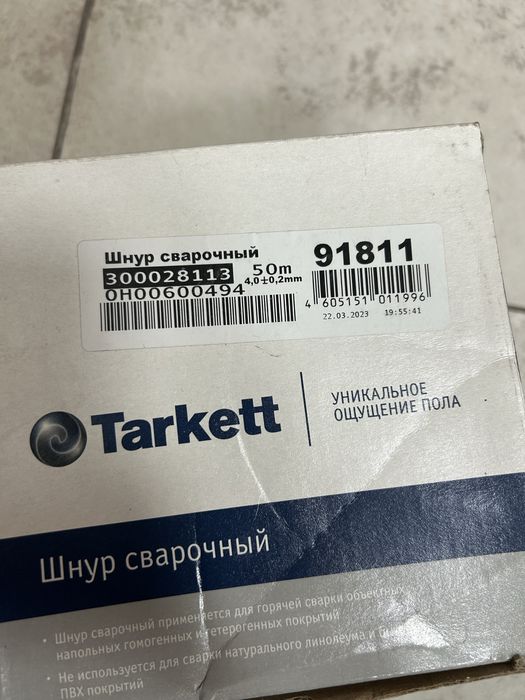 Шнур сварочный
91811
300028113
50m
4,0±0,2mm
0H00600494
4 605151 011996
22.03.2023 19:55:41
Tarkett
УНИКАЛЬНОЕ
ОЩУЩЕНИЕ ПОЛА
Шнур сварочный
• Шнур сварочный применяется для горячей сварки объектных
напольных гомогенных и гетерогенных покрытий
• Не используется для сварки натурального линолеума и
ПВХ покрытий